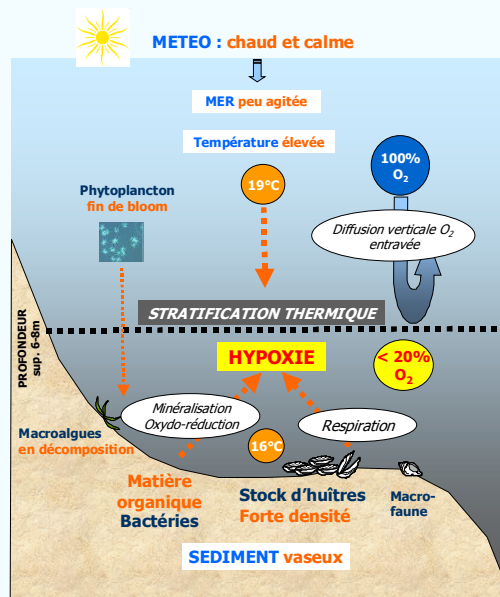 METEO : chaud et calme
MER peu agitée
Température élevée
100%
O2
19°C
Phytoplancton
fin de bloom
Diffusion verticale O2
entravée
STRATIFICATION THERMIQUE
PROFONDEUR
sup. 6-8m
HYPOXIE
< 20%
O2
Minéralisation
Oxydo-réduction
Respiration
Macroalgues
en décomposition
16°C
Matière
organique
Bactéries
Stock d'huîtres
Forte densité
Macro-
faune
SEDIMENT vaseux